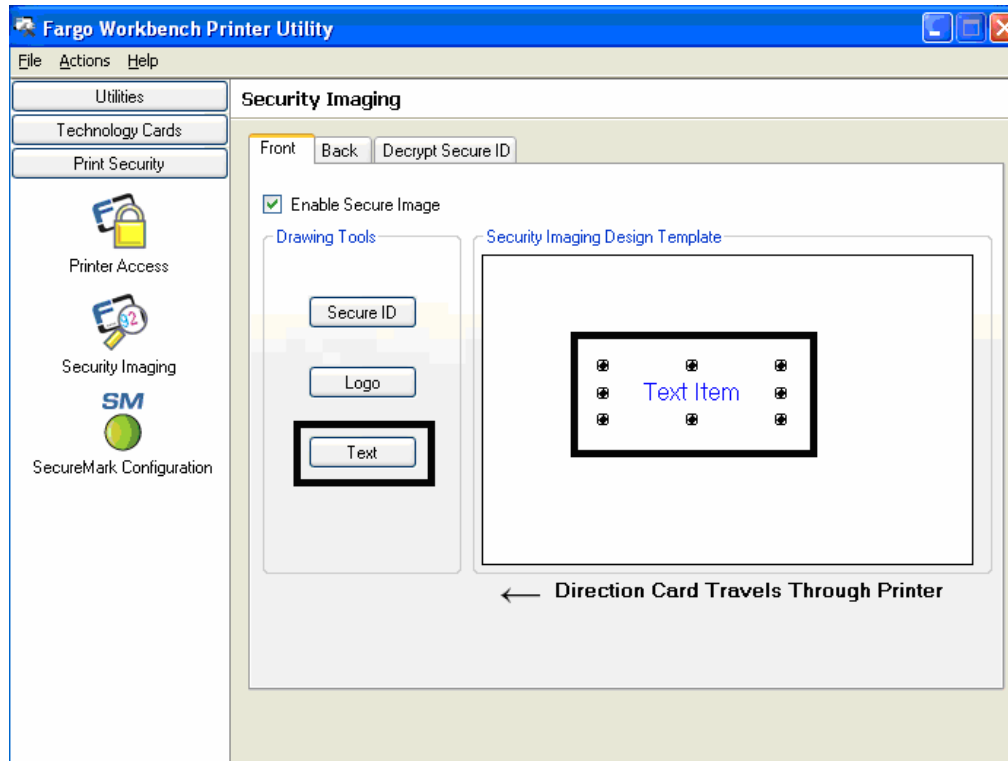 Fargo Workbench Printer Utility
File Actions Help
Utilities
Technology Cards
Print Security
Printer Access
Security Imaging
SM
SecureMark Configuration
Security Imaging
Front Back Decrypt Secure ID
Enable Secure Image
Drawing Tools
Secure ID
Logo
Text
Security Imaging Design Template
Text Item
← Direction Card Travels Through Printer